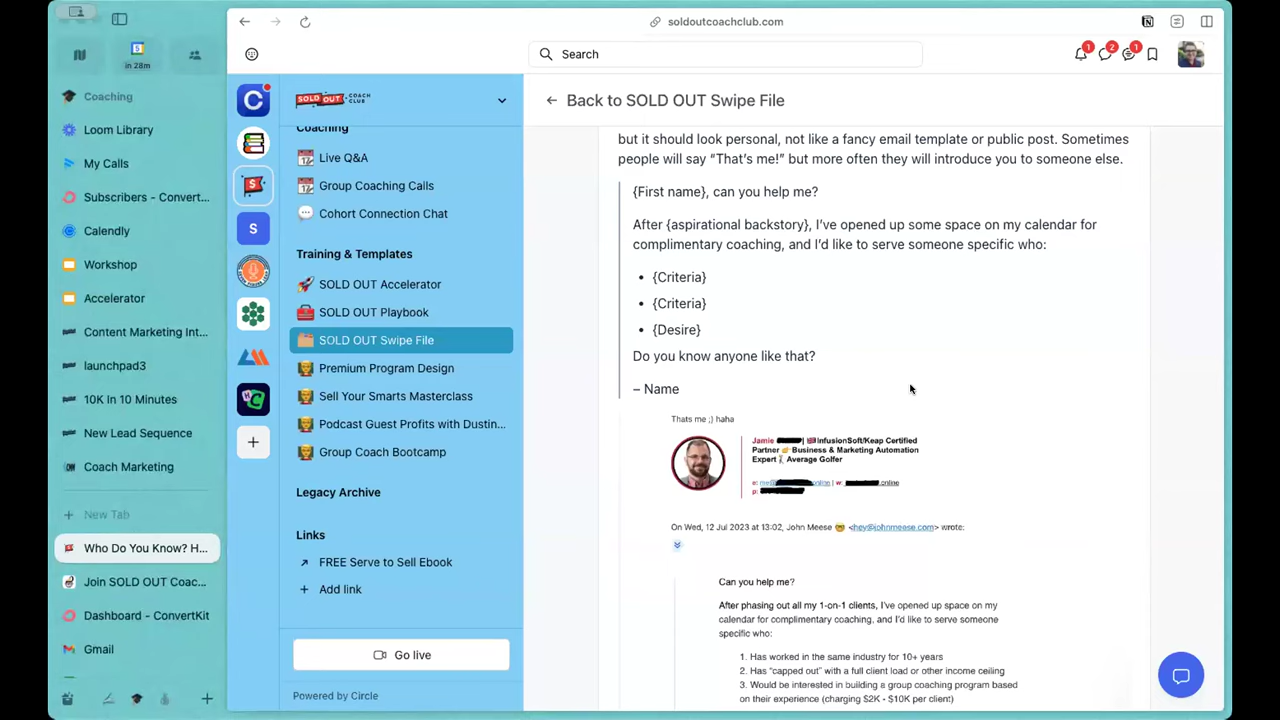 soldoutcoachclub.com
in 28m
Search
1
2
1
Coaching
Loom Library
My Calls
Subscribers - Convert...
Calendly
Workshop
Accelerator
Content Marketing Int...
launchpad3
10K In 10 Minutes
New Lead Sequence
Coach Marketing
New Tab
Who Do You Know? H...
Join SOLD OUT Coac...
Dashboard - ConvertKit
Gmail
C
S
SOLD OUT COACH CLUB
Coaching
Live Q&A
Group Coaching Calls
Cohort Connection Chat
Training & Templates
SOLD OUT Accelerator
SOLD OUT Playbook
SOLD OUT Swipe File
Premium Program Design
Sell Your Smarts Masterclass
Podcast Guest Profits with Dustin...
Group Coach Bootcamp
Legacy Archive
Links
FREE Serve to Sell Ebook
Add link
Go live
Powered by Circle
Back to SOLD OUT Swipe File
but it should look personal, not like a fancy email template or public post. Sometimes
people will say “That’s me!” but more often they will introduce you to someone else.
{First name}, can you help me?
After {aspirational backstory}, I’ve opened up some space on my calendar for
complimentary coaching, and I’d like to serve someone specific who:
• {Criteria}
• {Criteria}
• {Desire}
Do you know anyone like that?
– Name
Thats me ;) haha
Jamie | InfusionSoft/Keap Certified
Partner Business & Marketing Automation
Expert Average Golfer
e: me@ online | w: .online
p:
On Wed, 12 Jul 2023 at 13:02, John Meese <hey@johnmeese.com> wrote:
Can you help me?
After phasing out all my 1-on-1 clients, I've opened up space on my
calendar for complimentary coaching, and I'd like to serve someone
specific who:
1. Has worked in the same industry for 10+ years
2. Has "capped out" with a full client load or other income ceiling
3. Would be interested in building a group coaching program based
on their experience (charging $2K - $10K per client)